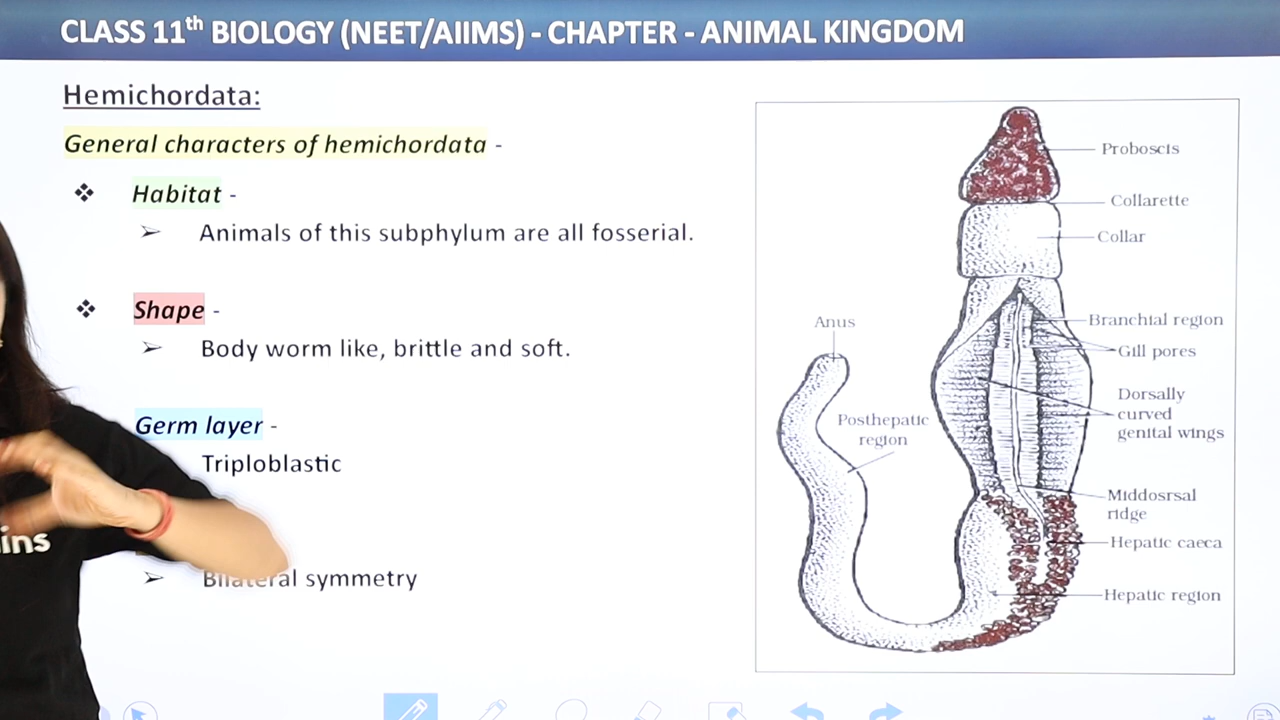 CLASS 11th BIOLOGY (NEET/AIIMS) - CHAPTER - ANIMAL KINGDOM
Hemichordata:
General characters of hemichordata -
Habitat -
Animals of this subphylum are all fosserial.
Shape -
Body worm like, brittle and soft.
Germ layer -
Triploblastic
Bilateral symmetry
ins
Proboscis
Collarette
Collar
Branchial region
Gill pores
Dorsally
curved
genital wings
Middosrsal
ridge
Hepatic caeca
Hepatic region
Anus
Posthepatic
region